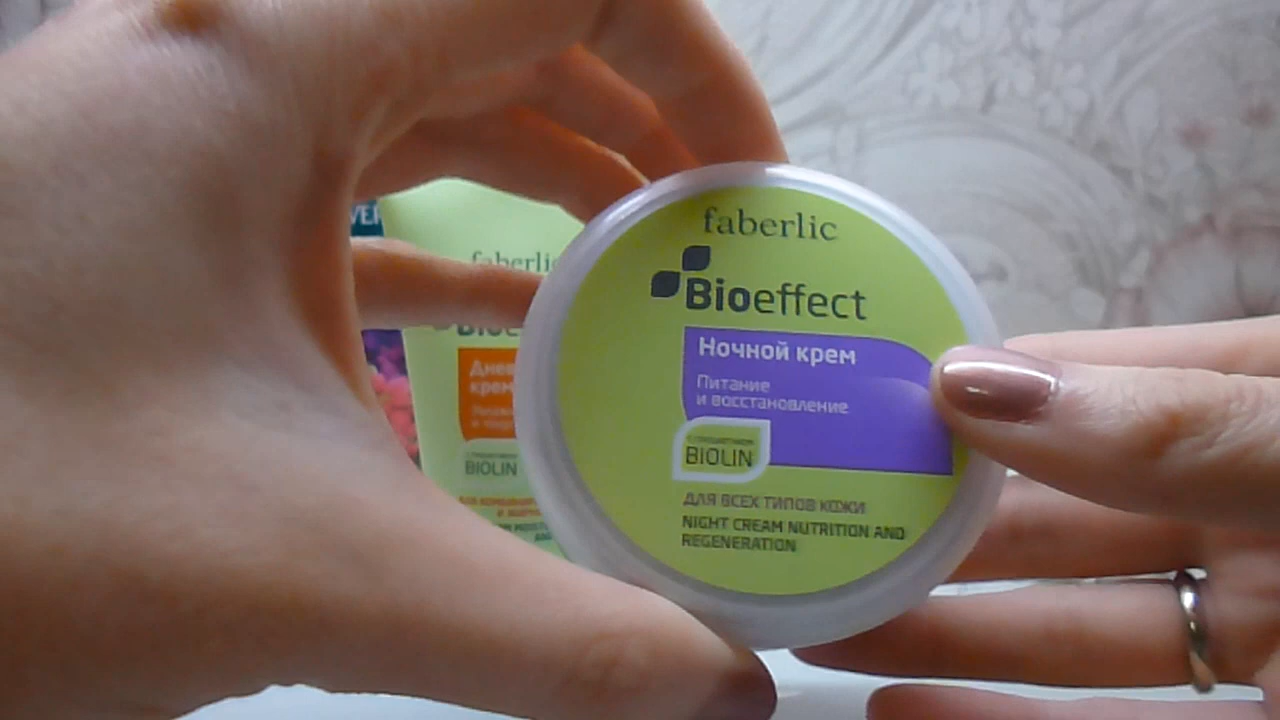 faberlic
Bioeffect
Ночной крем
Питание
и восстановление
BIOLIN
ДЛЯ ВСЕХ ТИПОВ КОЖИ
NIGHT CREAM NUTRITION AND
REGENERATION
faberlic
BIOLIN